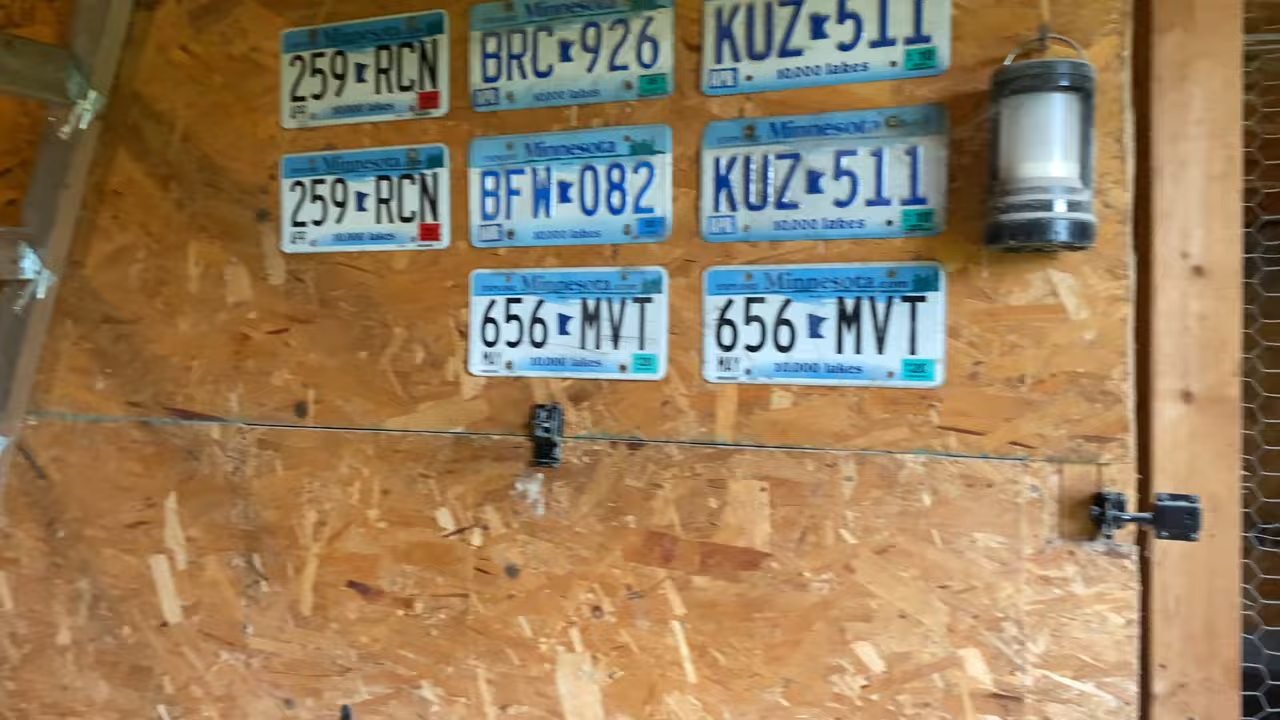 Minnesota
259 RCN
10,000 lakes
Minnesota
BRC 926
10,000 lakes
KUZ 511
10,000 lakes
Minnesota
259 RCN
10,000 lakes
Minnesota
BFW 082
10,000 lakes
Minnesota
KUZ 511
10,000 lakes
Minnesota
656 MVT
MAY
10,000 lakes
Minnesota
656 MVT
MAY
10,000 lakes